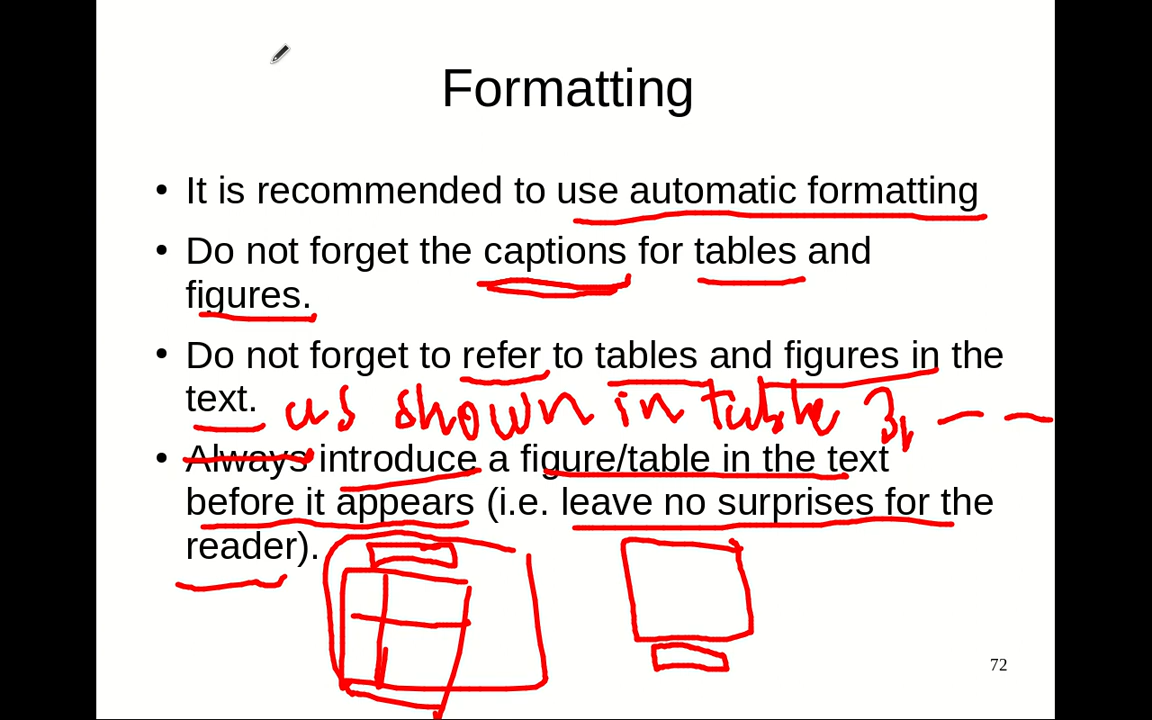 Formatting
• It is recommended to use automatic formatting
• Do not forget the captions for tables and
figures.
• Do not forget to refer to tables and figures in the
text. as shown in table 3, - -
• Always introduce a figure/table in the text
before it appears (i.e. leave no surprises for the
reader).
72